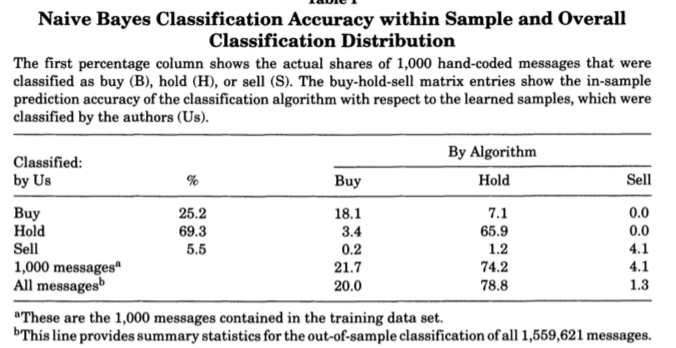 Table I
Naive Bayes Classification Accuracy within Sample and Overall
Classification Distribution
The first percentage column shows the actual shares of 1,000 hand-coded messages that were
classified as buy (B), hold (H), or sell (S). The buy-hold-sell matrix entries show the in-sample
prediction accuracy of the classification algorithm with respect to the learned samples, which were
classified by the authors (Us).
Classified: By Algorithm
by Us % Buy Hold Sell
Buy 25.2 18.1 7.1 0.0
Hold 69.3 3.4 65.9 0.0
Sell 5.5 0.2 1.2 4.1
1,000 messagesᵃ 21.7 74.2 4.1
All messagesᵇ 20.0 78.8 1.3
ᵃThese are the 1,000 messages contained in the training data set.
ᵇThis line provides summary statistics for the out-of-sample classification of all 1,559,621 messages.